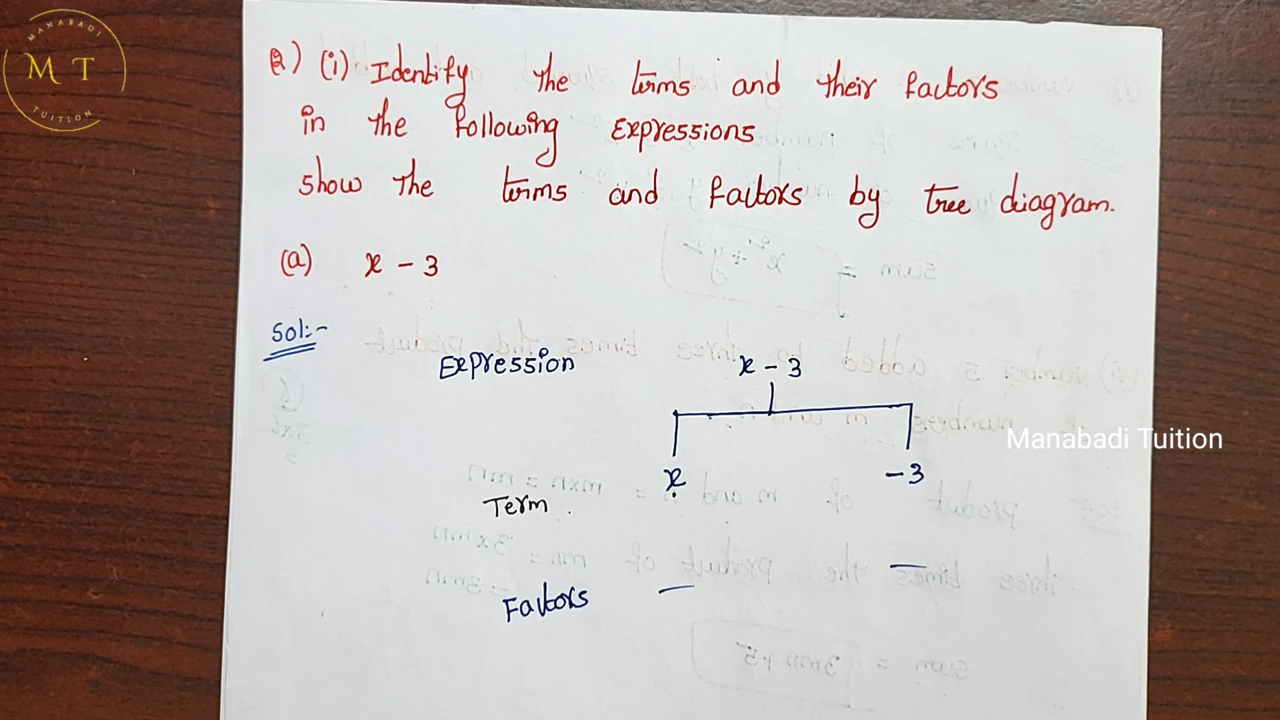 MANABADI
M T
TUITION
2) (i) Identify the terms and their factors
in the following Expressions
show the terms and factors by tree diagram.
(a) x - 3
Sol:-
Expression x - 3
x - 3
Term .
Factors —
Manabadi Tuition